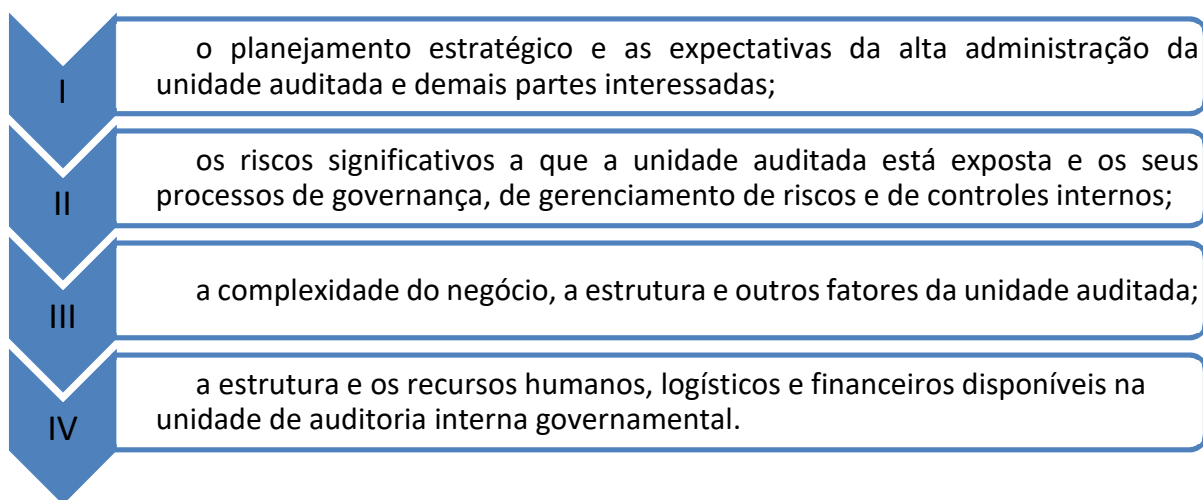 I
o planejamento estratégico e as expectativas da alta administração da
unidade auditada e demais partes interessadas;
II
os riscos significativos a que a unidade auditada está exposta e os seus
processos de governança, de gerenciamento de riscos e de controles internos;
III
a complexidade do negócio, a estrutura e outros fatores da unidade auditada;
IV
a estrutura e os recursos humanos, logísticos e financeiros disponíveis na
unidade de auditoria interna governamental.